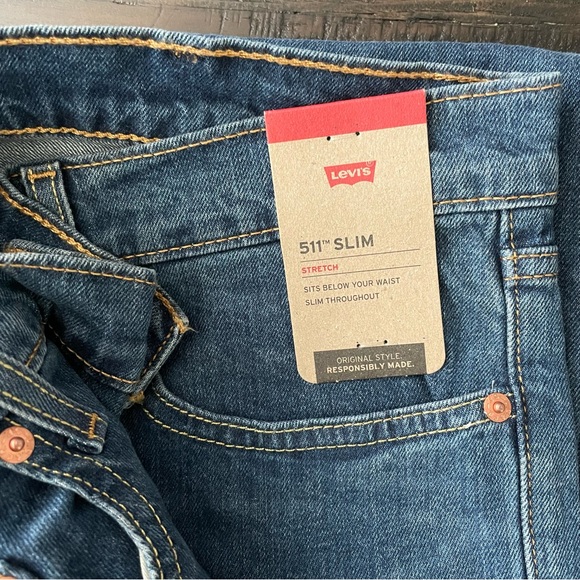 Levi's
511™ SLIM
STRETCH
SITS BELOW YOUR WAIST
SLIM THROUGHOUT
ORIGINAL STYLE.
RESPONSIBLY MADE.